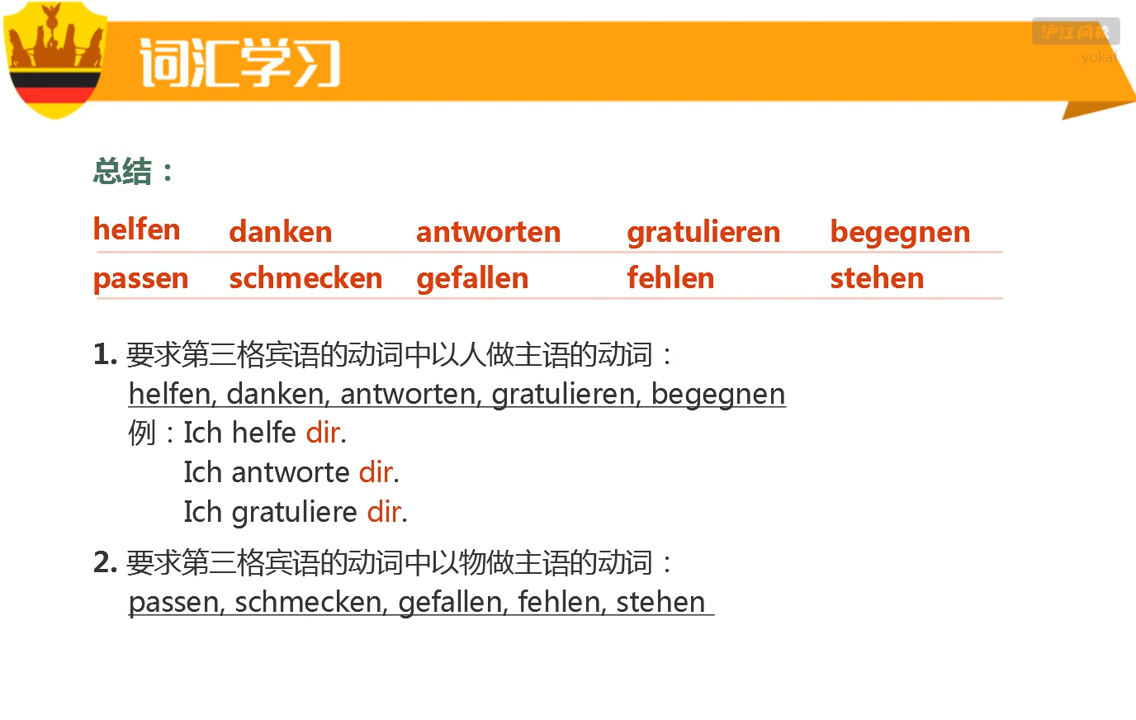 词汇学习
沪江网校
yokai
总结：
helfen danken antworten gratulieren begegnen
passen schmecken gefallen fehlen stehen
1. 要求第三格宾语的动词中以人做主语的动词：
helfen, danken, antworten, gratulieren, begegnen
例：Ich helfe dir.
Ich antworte dir.
Ich gratuliere dir.
2. 要求第三格宾语的动词中以物做主语的动词：
passen, schmecken, gefallen, fehlen, stehen